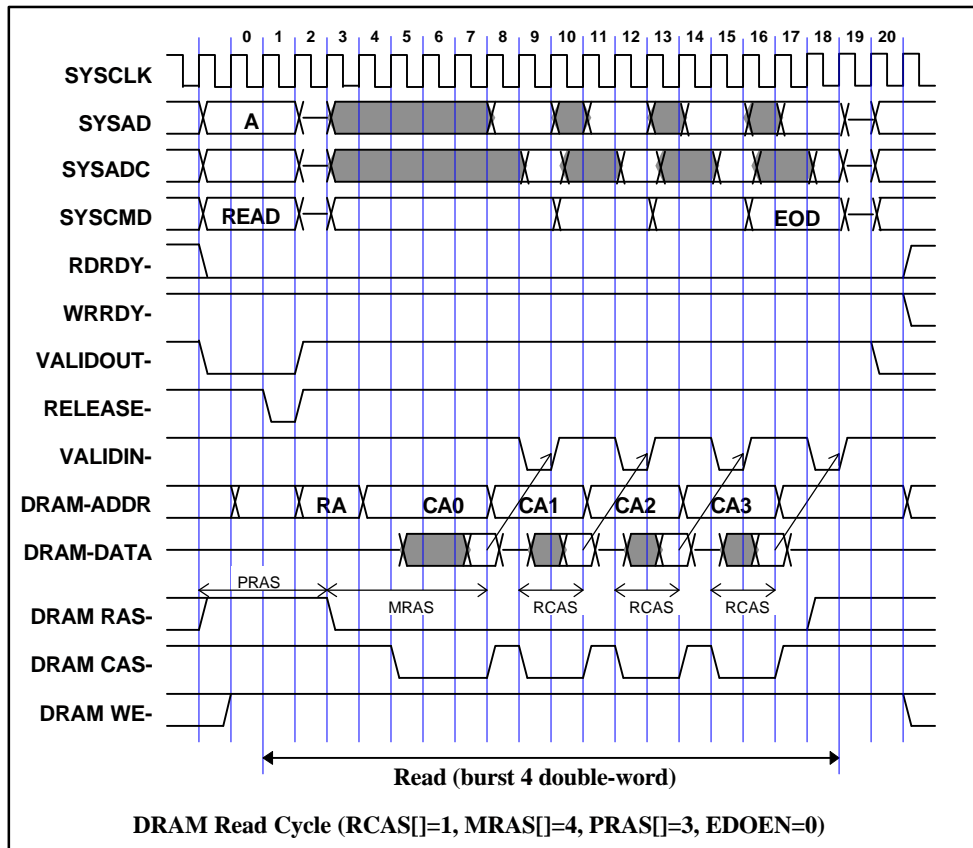 0 1 2 3 4 5 6 7 8 9 10 11 12 13 14 15 16 17 18 19 20
SYSCLK
SYSAD A
SYSADC
SYSCMD READ EOD
RDRDY-
WRRDY-
VALIDOUT-
RELEASE-
VALIDIN-
DRAM-ADDR RA CA0 CA1 CA2 CA3
DRAM-DATA
PRAS MRAS RCAS RCAS RCAS
DRAM RAS-
DRAM CAS-
DRAM WE-
Read (burst 4 double-word)
DRAM Read Cycle (RCAS[]=1, MRAS[]=4, PRAS[]=3, EDOEN=0)